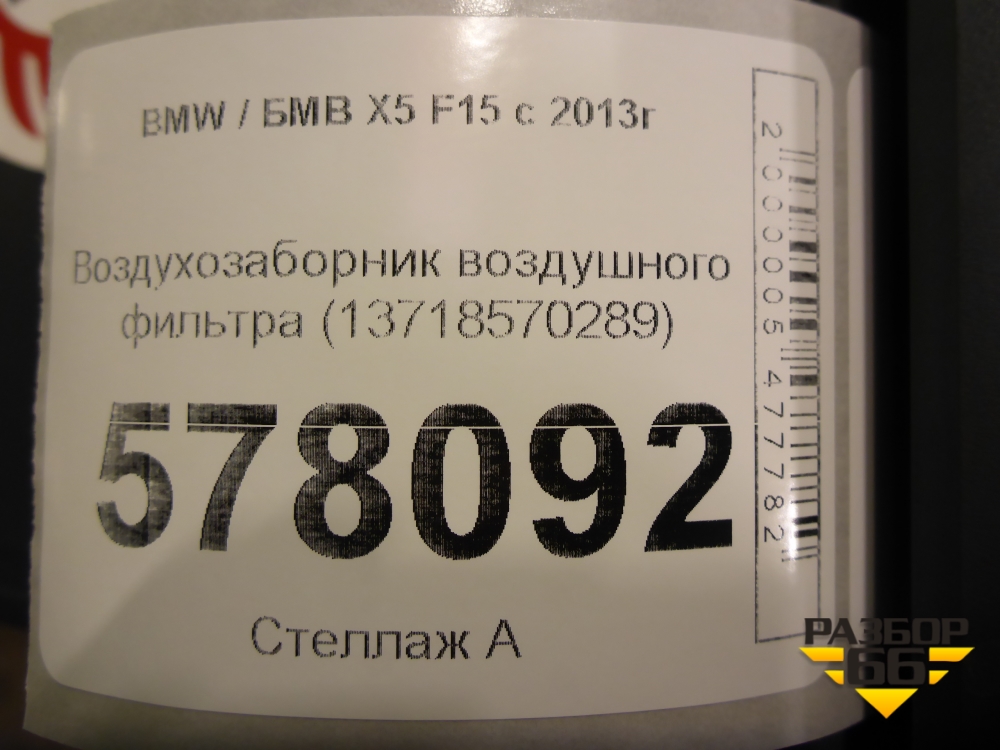 BMW / БМВ X5 F15 с 2013г
Воздухозаборник воздушного
фильтра (13718570289)
578092
Стеллаж А
2000005477782
РАЗБОР
66